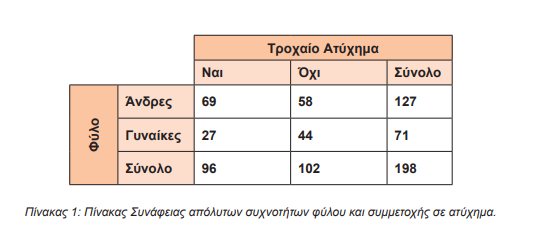 Τροχαίο Ατύχημα
Ναι Όχι Σύνολο
Φύλο
Άνδρες 69 58 127
Γυναίκες 27 44 71
Σύνολο 96 102 198
Πίνακας 1: Πίνακας Συνάφειας απόλυτων συχνοτήτων φύλου και συμμετοχής σε ατύχημα.